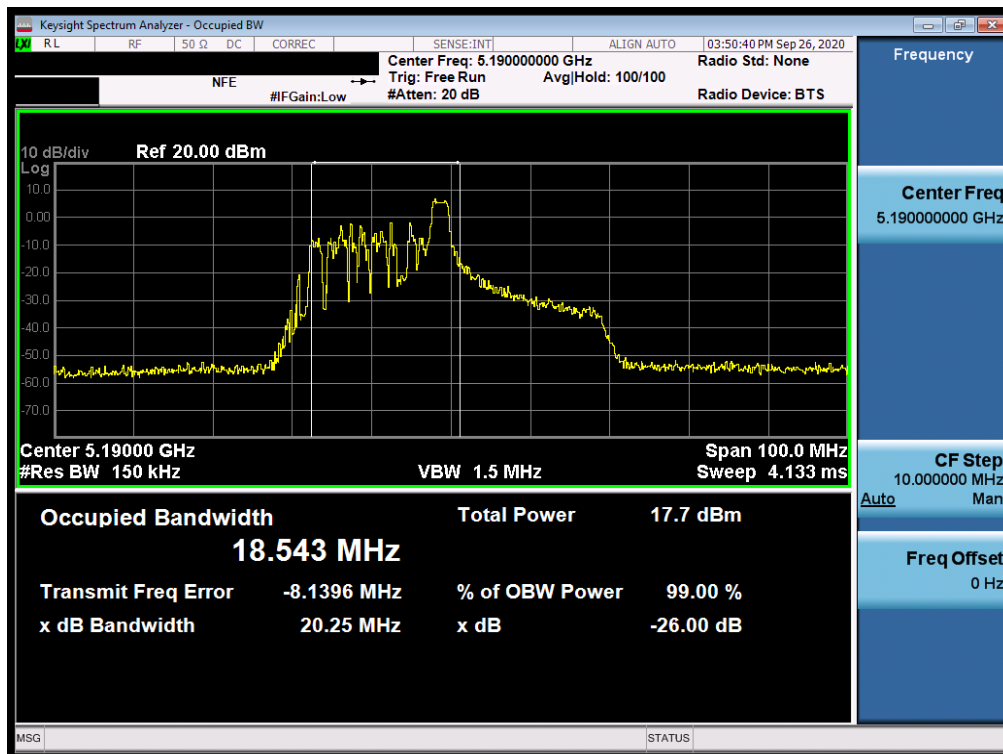 Keysight Spectrum Analyzer - Occupied BW
LXI RL RF 50 Ω DC CORREC SENSE:INT ALIGN AUTO 03:50:40 PM Sep 26, 2020
Center Freq: 5.190000000 GHz Radio Std: None
NFE Trig: Free Run Avg|Hold: 100/100
#IFGain:Low #Atten: 20 dB Radio Device: BTS
10 dB/div Ref 20.00 dBm
Log
10.0
0.00
-10.0
-20.0
-30.0
-40.0
-50.0
-60.0
-70.0
Center 5.19000 GHz Span 100.0 MHz
#Res BW 150 kHz VBW 1.5 MHz Sweep 4.133 ms
Occupied Bandwidth Total Power 17.7 dBm
18.543 MHz
Transmit Freq Error -8.1396 MHz % of OBW Power 99.00 %
x dB Bandwidth 20.25 MHz x dB -26.00 dB
MSG STATUS
Frequency
Center Freq
5.190000000 GHz
CF Step
10.000000 MHz
Auto Man
Freq Offset
0 Hz